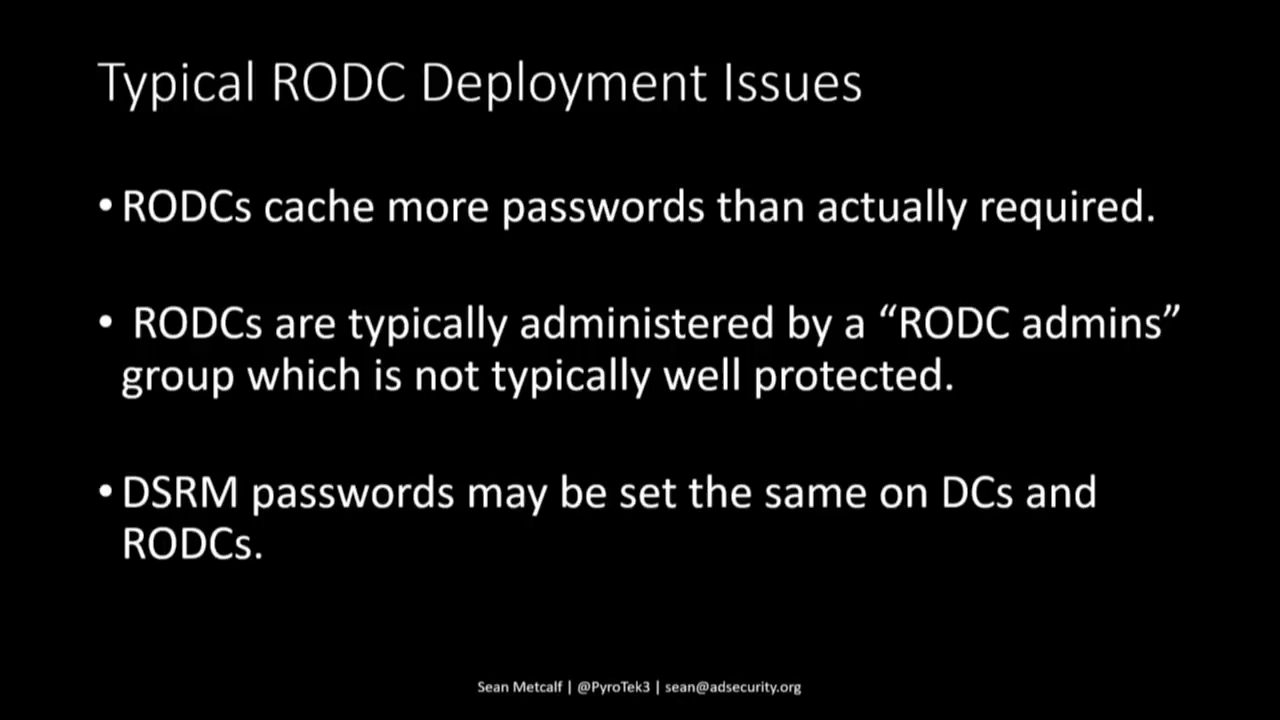 Typical RODC Deployment Issues
• RODCs cache more passwords than actually required.
• RODCs are typically administered by a “RODC admins”
group which is not typically well protected.
• DSRM passwords may be set the same on DCs and
RODCs.
Sean Metcalf | @PyroTek3 | sean@adsecurity.org